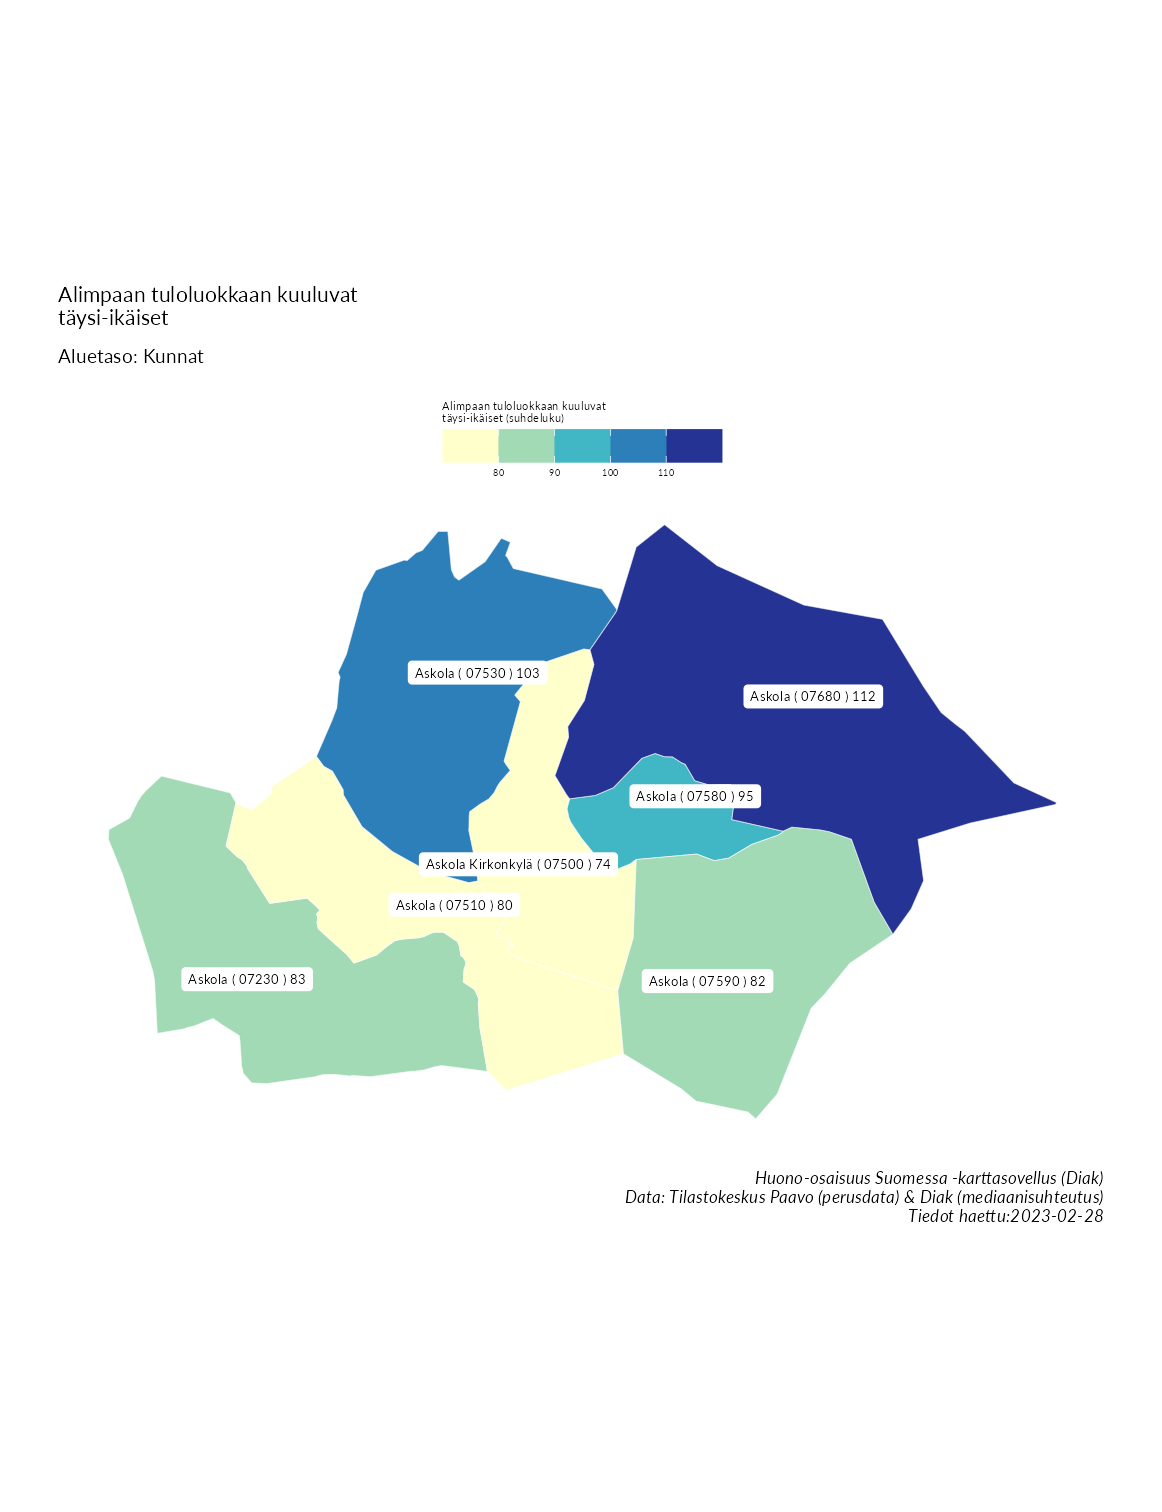 Alimpaan tuloluokkaan kuuluvat
täysi-ikäiset
Aluetaso: Kunnat
Alimpaan tuloluokkaan kuuluvat
täysi-ikäiset (suhdeluku)
80 90 100 110
Askola ( 07530 ) 103
Askola ( 07680 ) 112
Askola ( 07580 ) 95
Askola Kirkonkylä ( 07500 ) 74
Askola ( 07510 ) 80
Askola ( 07230 ) 83
Askola ( 07590 ) 82
Huono-osaisuus Suomessa -karttasovellus (Diak)
Data: Tilastokeskus Paavo (perusdata) & Diak (mediaanisuhteutus)
Tiedot haettu:2023-02-28